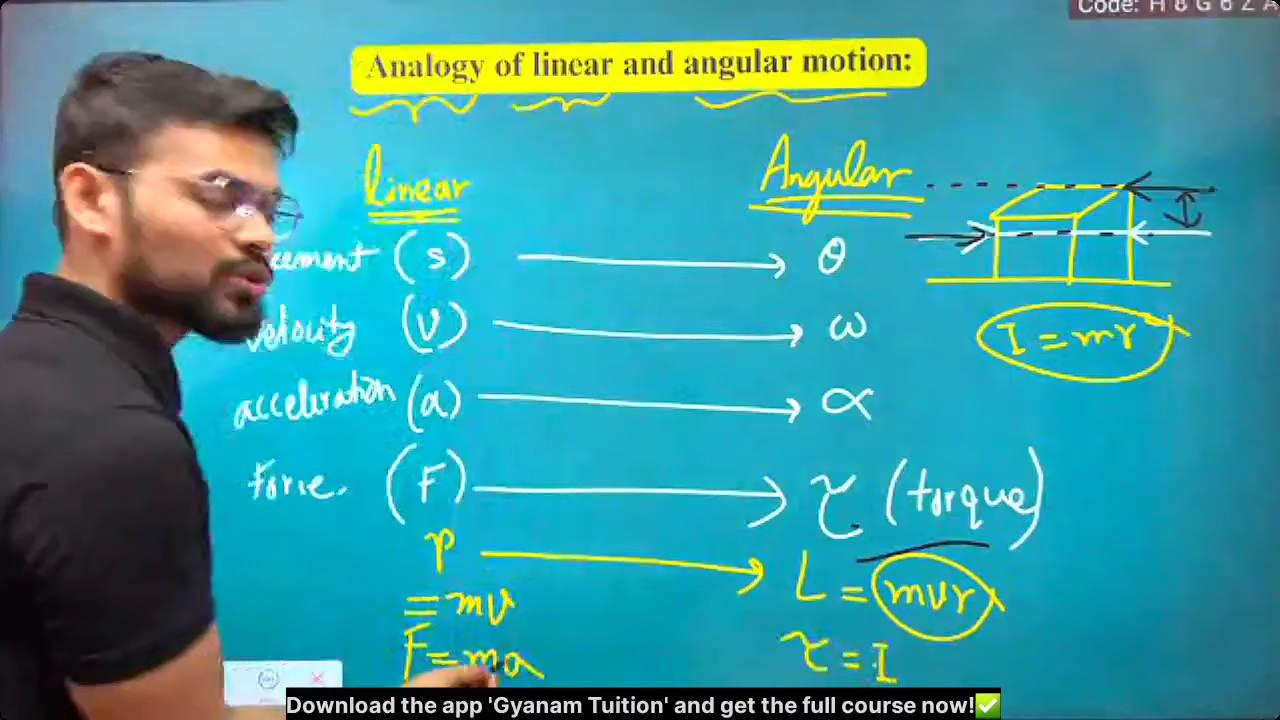 Code: H 8 G 6 Z A
Analogy of linear and angular motion:
Linear Angular
cement (s) → θ
velocity (v) → ω
acceleration (a) → α
Force. (F) → τ (torque)
I = mr²
p → L = mvr
= mv
F = ma τ = I
Download the app 'Gyanam Tuition' and get the full course now!✅